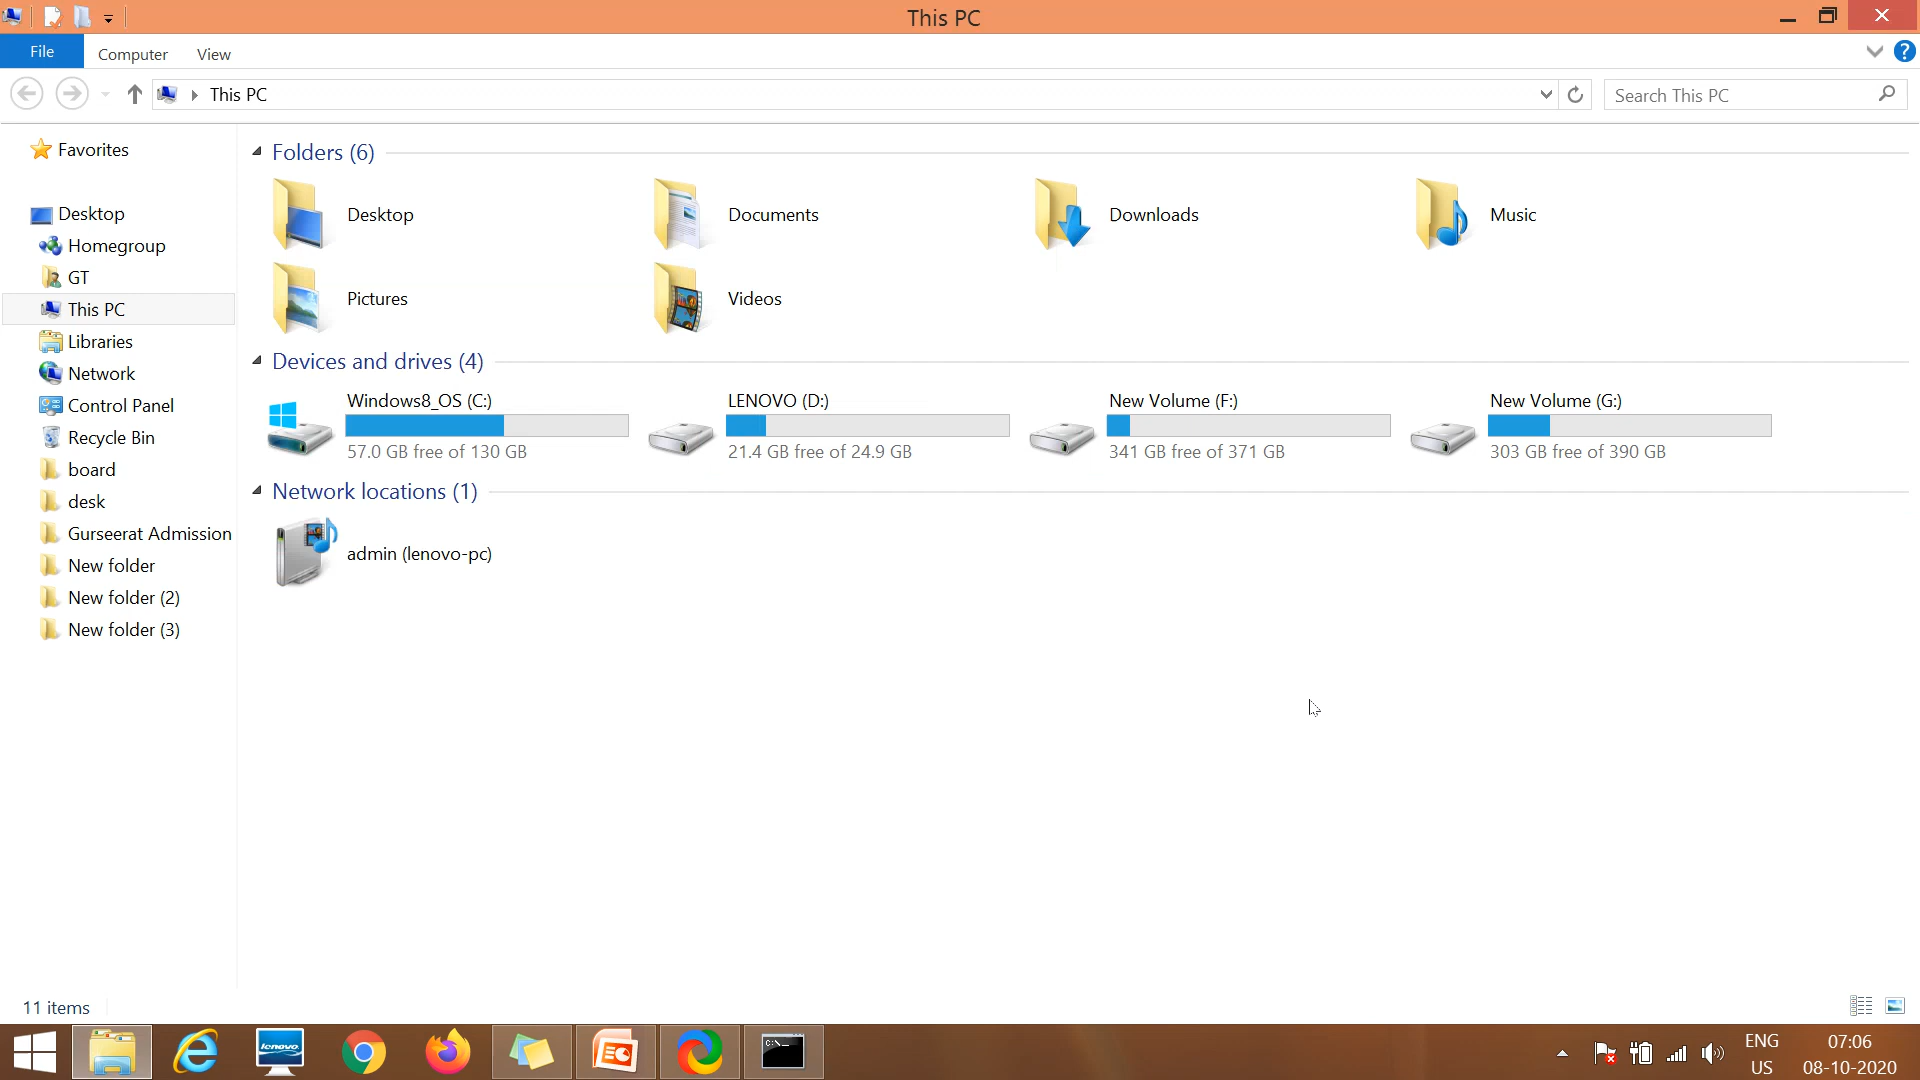 This PC
File
Computer
View
?
This PC
Search This PC
Favorites
Desktop
Homegroup
GT
This PC
Libraries
Network
Control Panel
Recycle Bin
board
desk
Gurseerat Admission
New folder
New folder (2)
New folder (3)
Folders (6)
Desktop
Documents
Downloads
Music
Pictures
Videos
Devices and drives (4)
Windows8_OS (C:)
57.0 GB free of 130 GB
LENOVO (D:)
21.4 GB free of 24.9 GB
New Volume (F:)
341 GB free of 371 GB
New Volume (G:)
303 GB free of 390 GB
Network locations (1)
admin (lenovo-pc)
11 items
lenovo
C:\_
ENG
US
07:06
08-10-2020